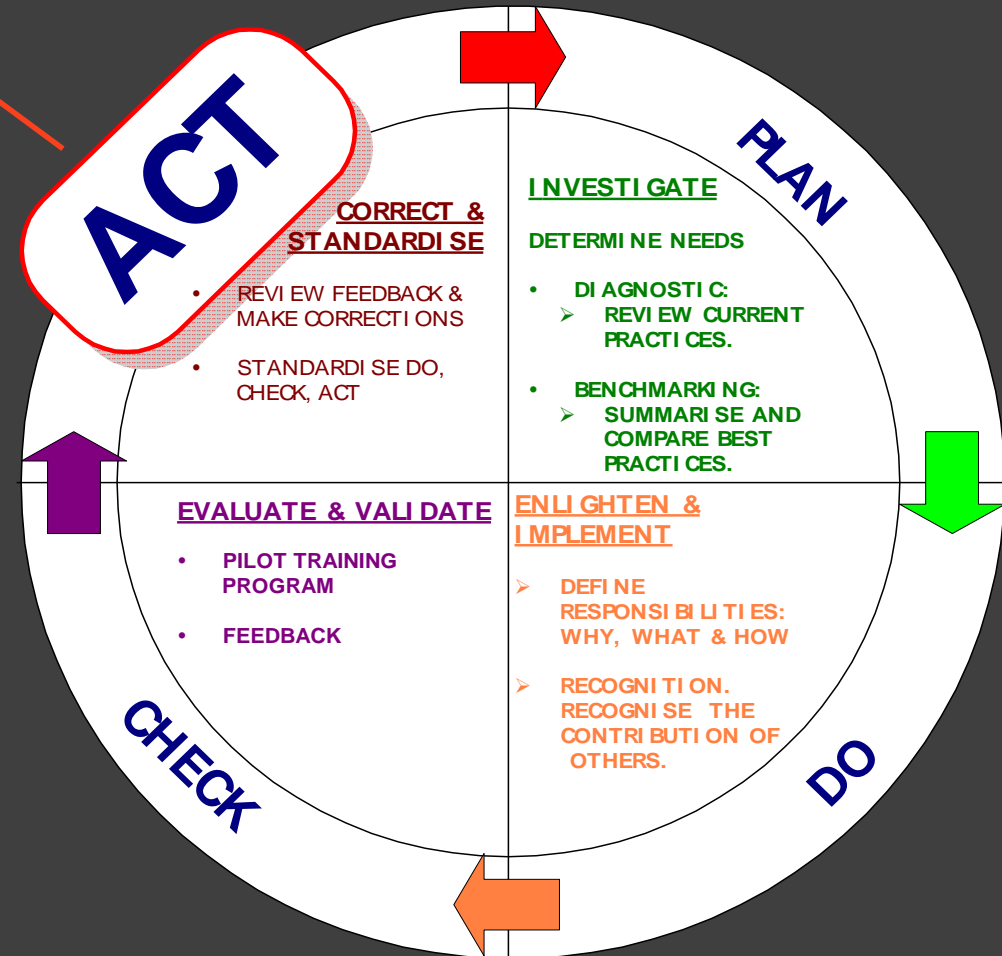 ACT
PLAN
CORRECT &
STANDARDISE
• REVIEW FEEDBACK &
MAKE CORRECTIONS
• STANDARDISE DO,
CHECK, ACT
INVESTIGATE
DETERMINE NEEDS
• DIAGNOSTIC:
➢ REVIEW CURRENT
PRACTICES.
• BENCHMARKING:
➢ SUMMARISE AND
COMPARE BEST
PRACTICES.
EVALUATE & VALIDATE
• PILOT TRAINING
PROGRAM
• FEEDBACK
ENLIGHTEN &
IMPLEMENT
➢ DEFINE
RESPONSIBILITIES:
WHY, WHAT & HOW
➢ RECOGNITION.
RECOGNISE THE
CONTRIBUTION OF
OTHERS.
CHECK
DO